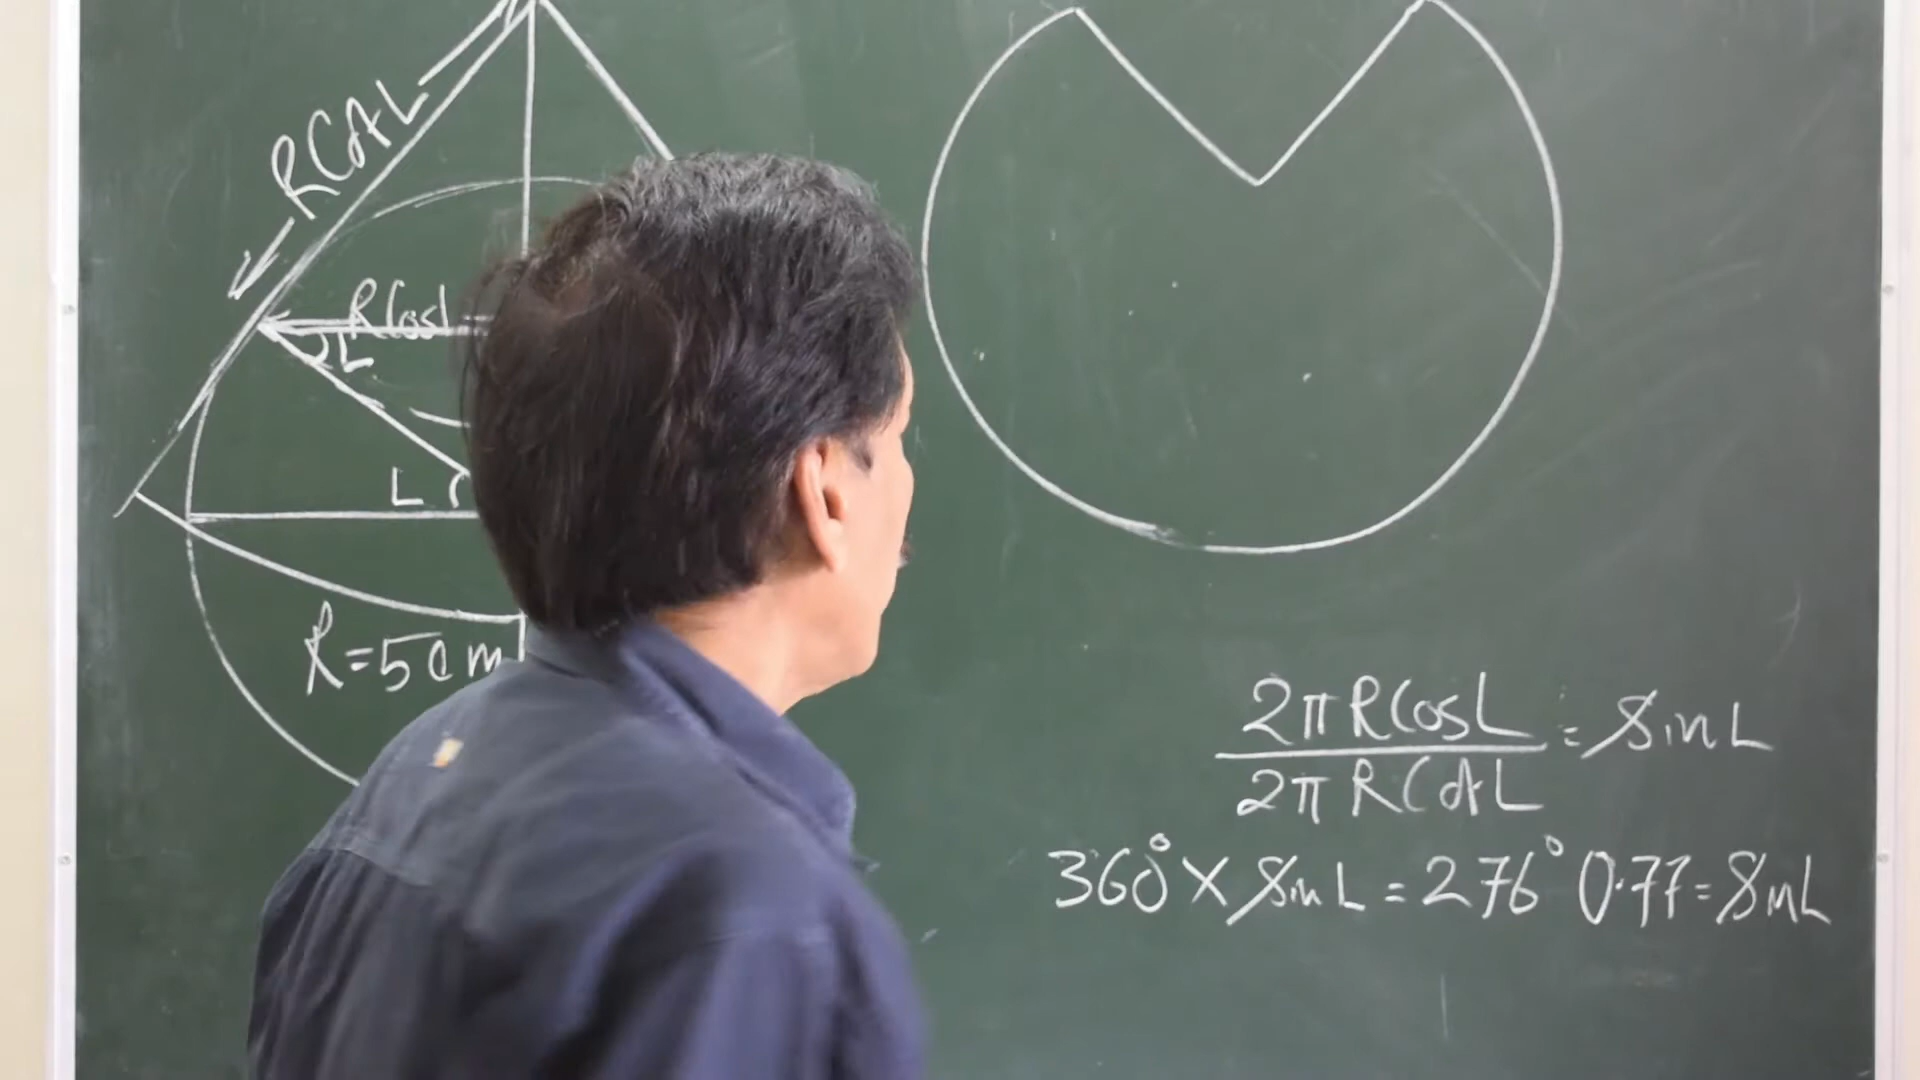 RCotL
RCosL
L
L
R=5cm
2πRCosL
= SinL
2πRCotL
360° X SinL = 276° 0.77 = SinL